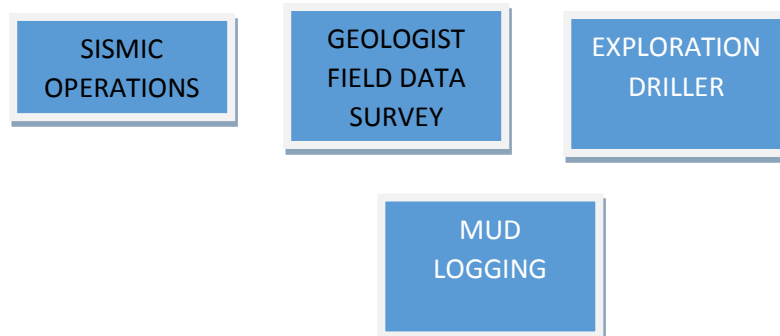 SISMIC
OPERATIONS
GEOLOGIST
FIELD DATA
SURVEY
EXPLORATION
DRILLER
MUD
LOGGING